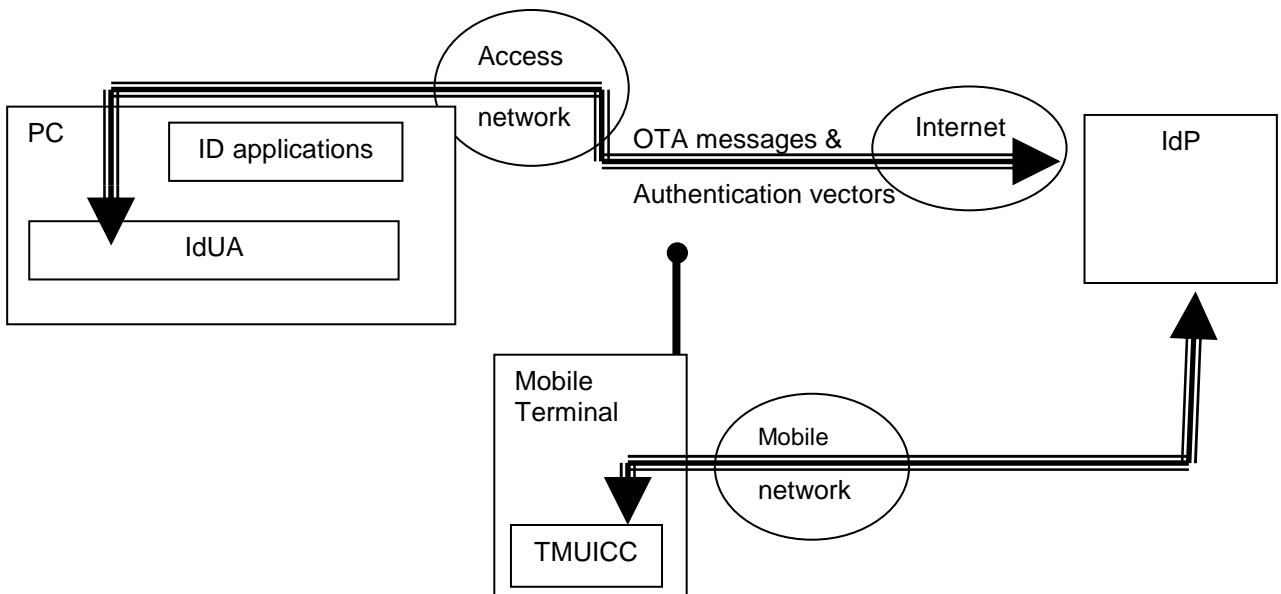 Access
network
PC
ID applications
IdUA
OTA messages &
Authentication vectors
Internet
IdP
Mobile
Terminal
TMUICC
Mobile
network